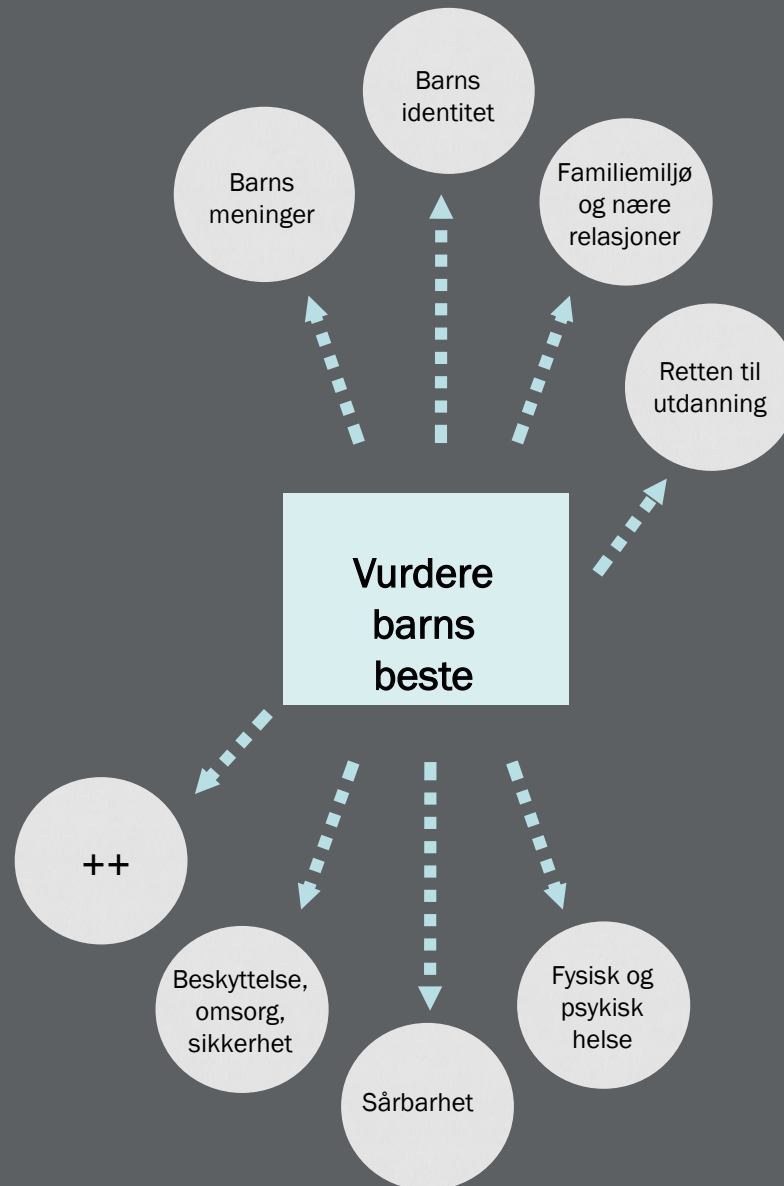 Barns
identitet
Barns
meninger
Familiemiljø
og nære
relasjoner
Retten til
utdanning
Vurdere
barns
beste
++
Beskyttelse,
omsorg,
sikkerhet
Sårbarhet
Fysisk og
psykisk
helse